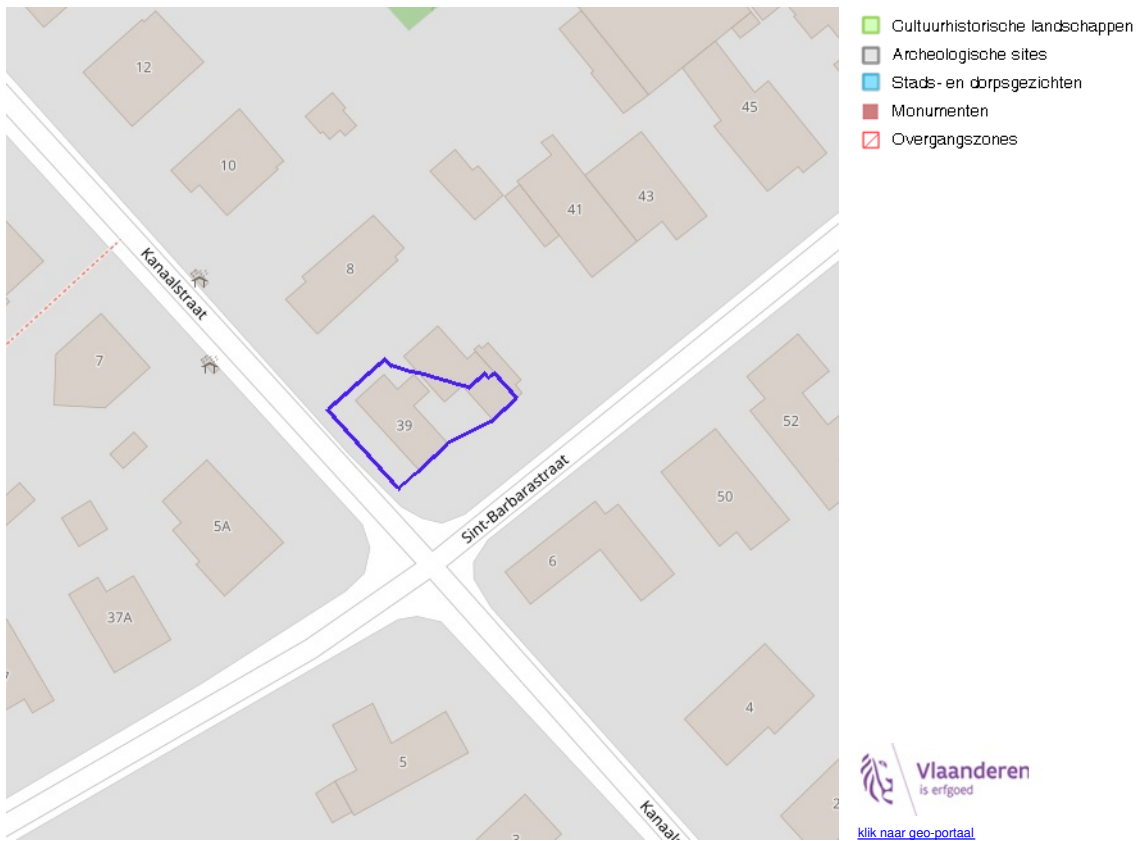 12
10
45
43
41
8
Kanaalstraat
7
39
52
50
Sint-Barbarastraat
5A
6
37A
4
5
Kanaal-
Cultuurhistorische landschappen
Archeologische sites
Stads- en dorpsgezichten
Monumenten
Overgangszones
Vlaanderen
is erfgoed
klik naar geo-portaal